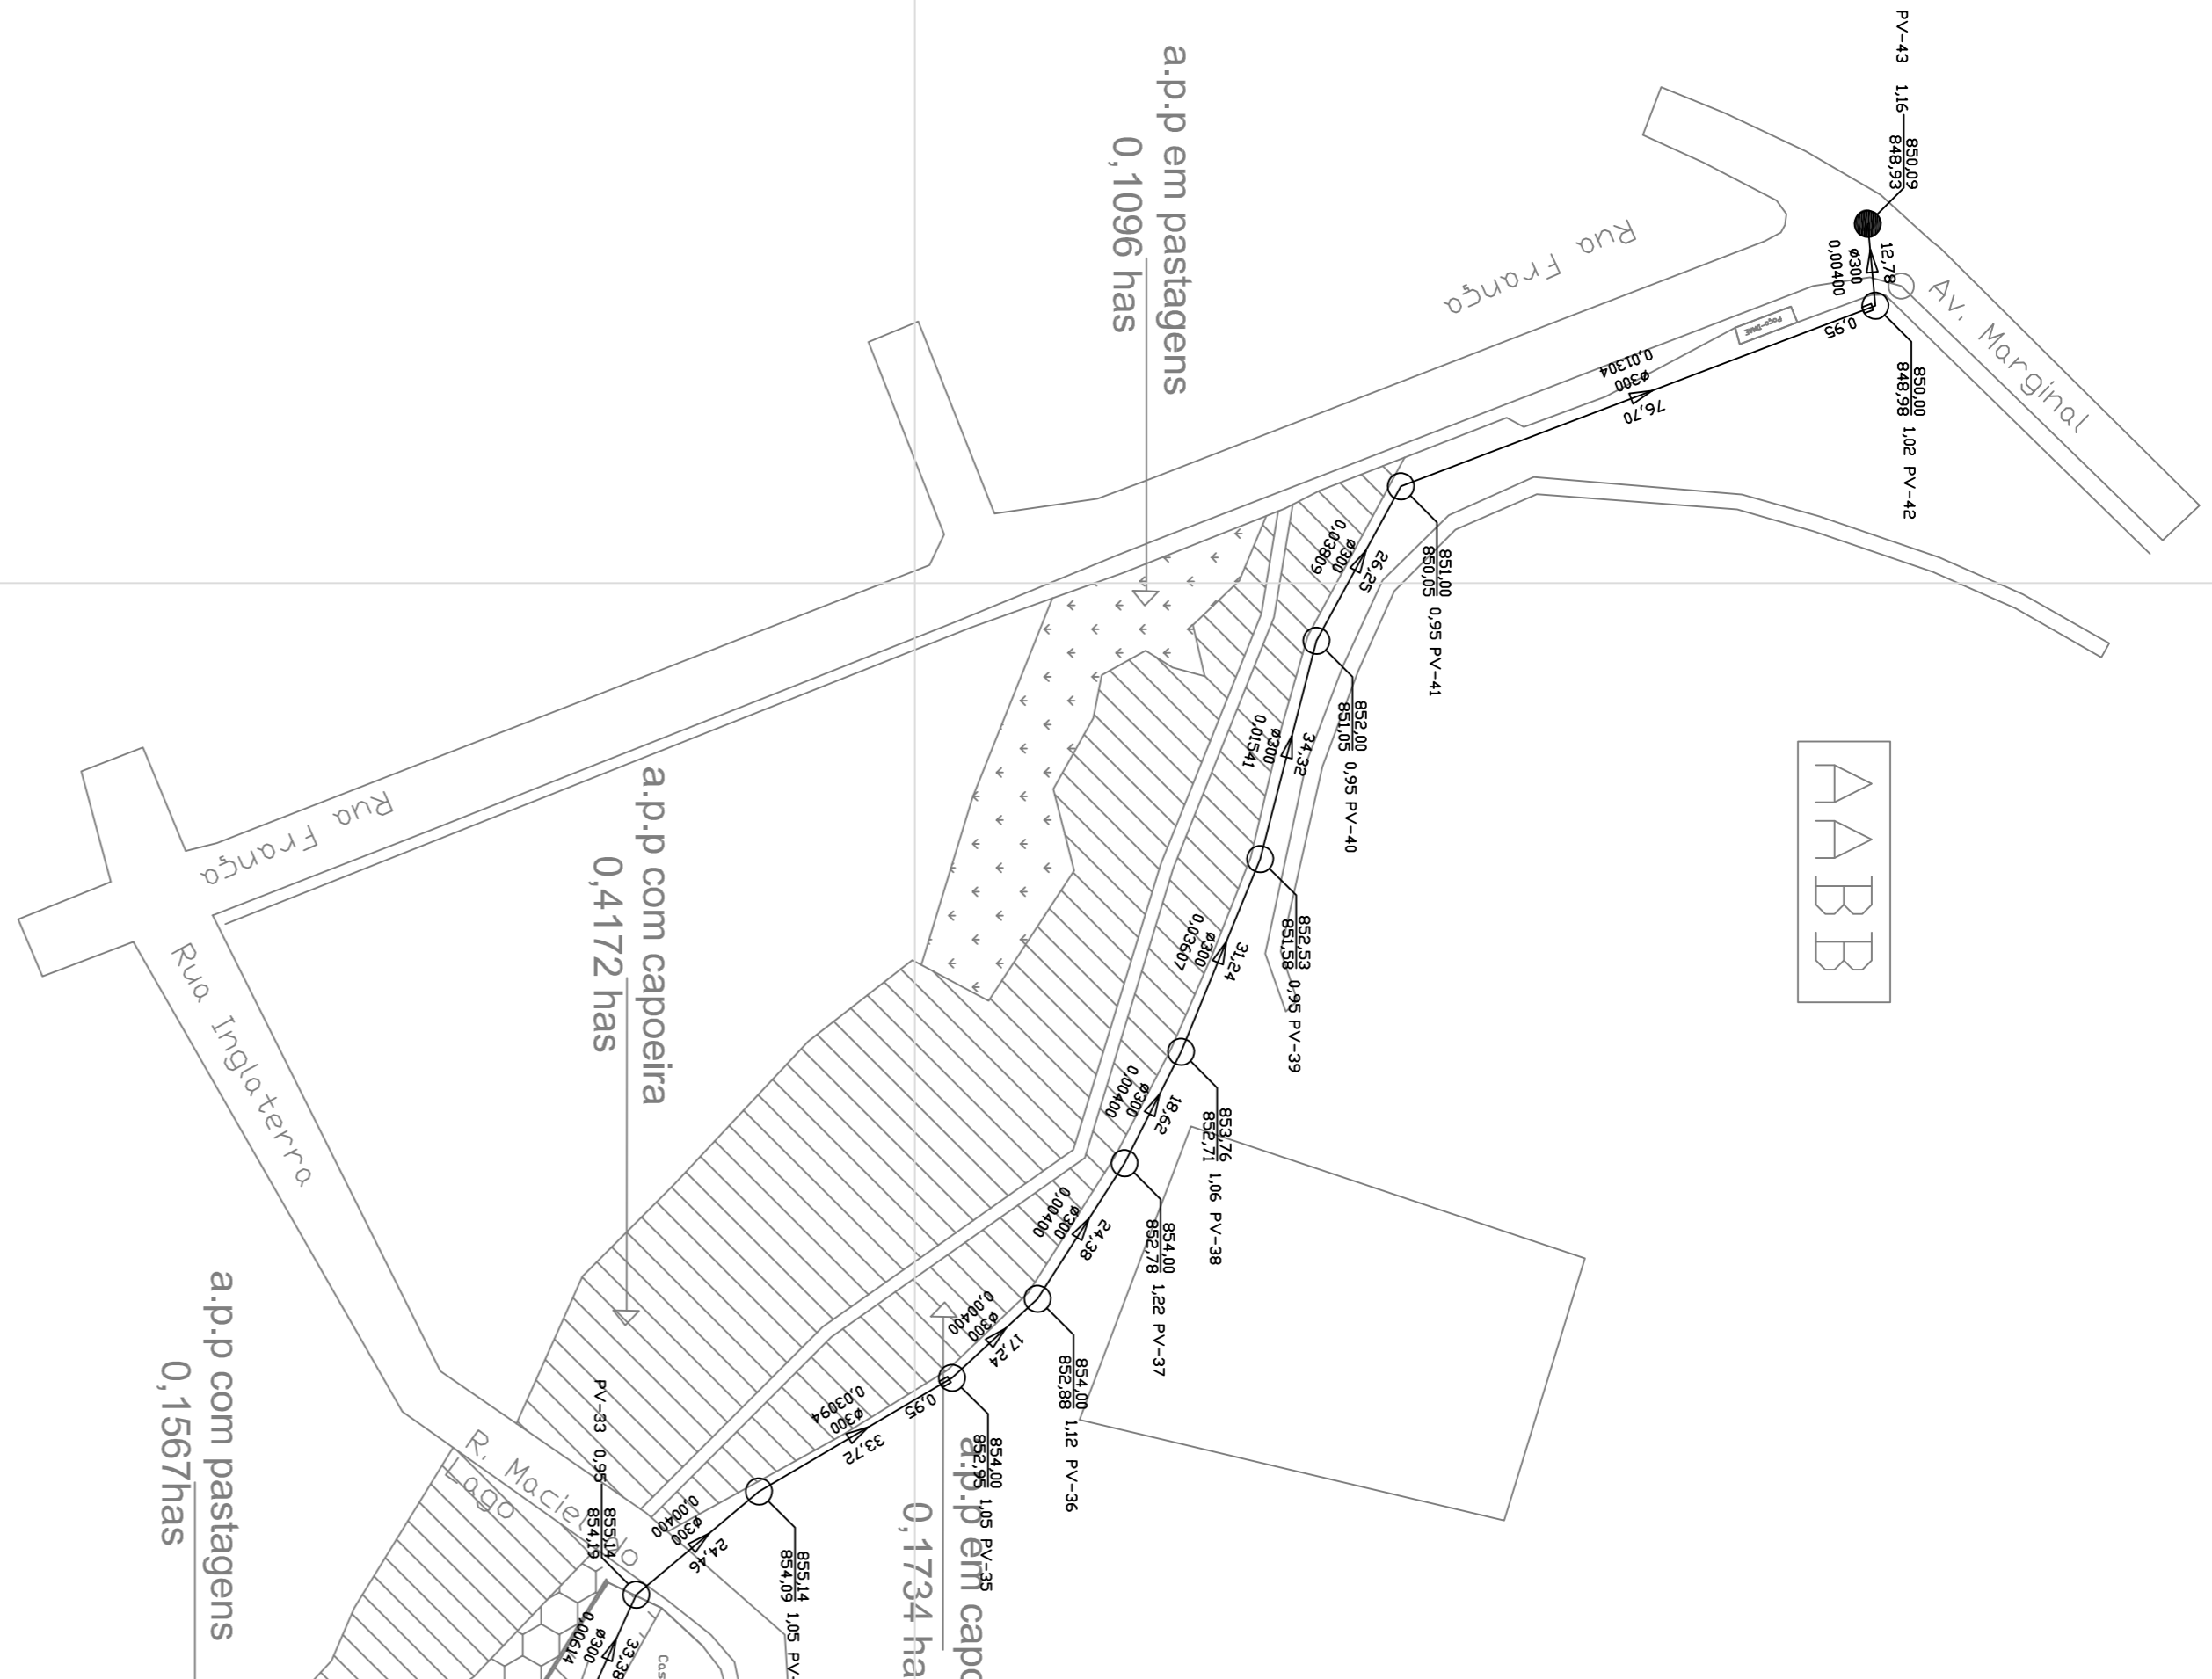 PV-43 1,16
850,09
848,93
12,78
ø300
0,00400
Av. Marginal
850,00
848,98
1,02 PV-42
0,95
Poço-DMAE
Rua França
0,01304
ø300
76,70
a.p.p em pastagens
0,1096 has
851,00
850,05
0,95 PV-41
26,25
ø300
0,03809
852,00
851,05
0,95 PV-40
34,32
ø300
0,01541
AABB
852,53
851,58
0,95 PV-39
31,24
ø300
0,03607
Rua França
a.p.p com capoeira
0,4172 has
853,76
852,71
1,06 PV-38
18,62
ø300
0,00400
Rua Inglaterra
854,00
852,78
1,22 PV-37
24,38
ø300
0,00400
854,00
852,88
1,12 PV-36
17,24
ø300
0,00400
854,00
852,95
1,05 PV-35
0,95
0,03094
ø300
33,72
a.p.p em capo
0,1734 ha
a.p.p com pastagens
0,1567has
R. Maciel do
Lago
PV-33 0,95
855,14
854,19
0,00400
ø300
24,46
855,14
854,09
1,05 PV-
33,38
ø300
0,00614
Cas